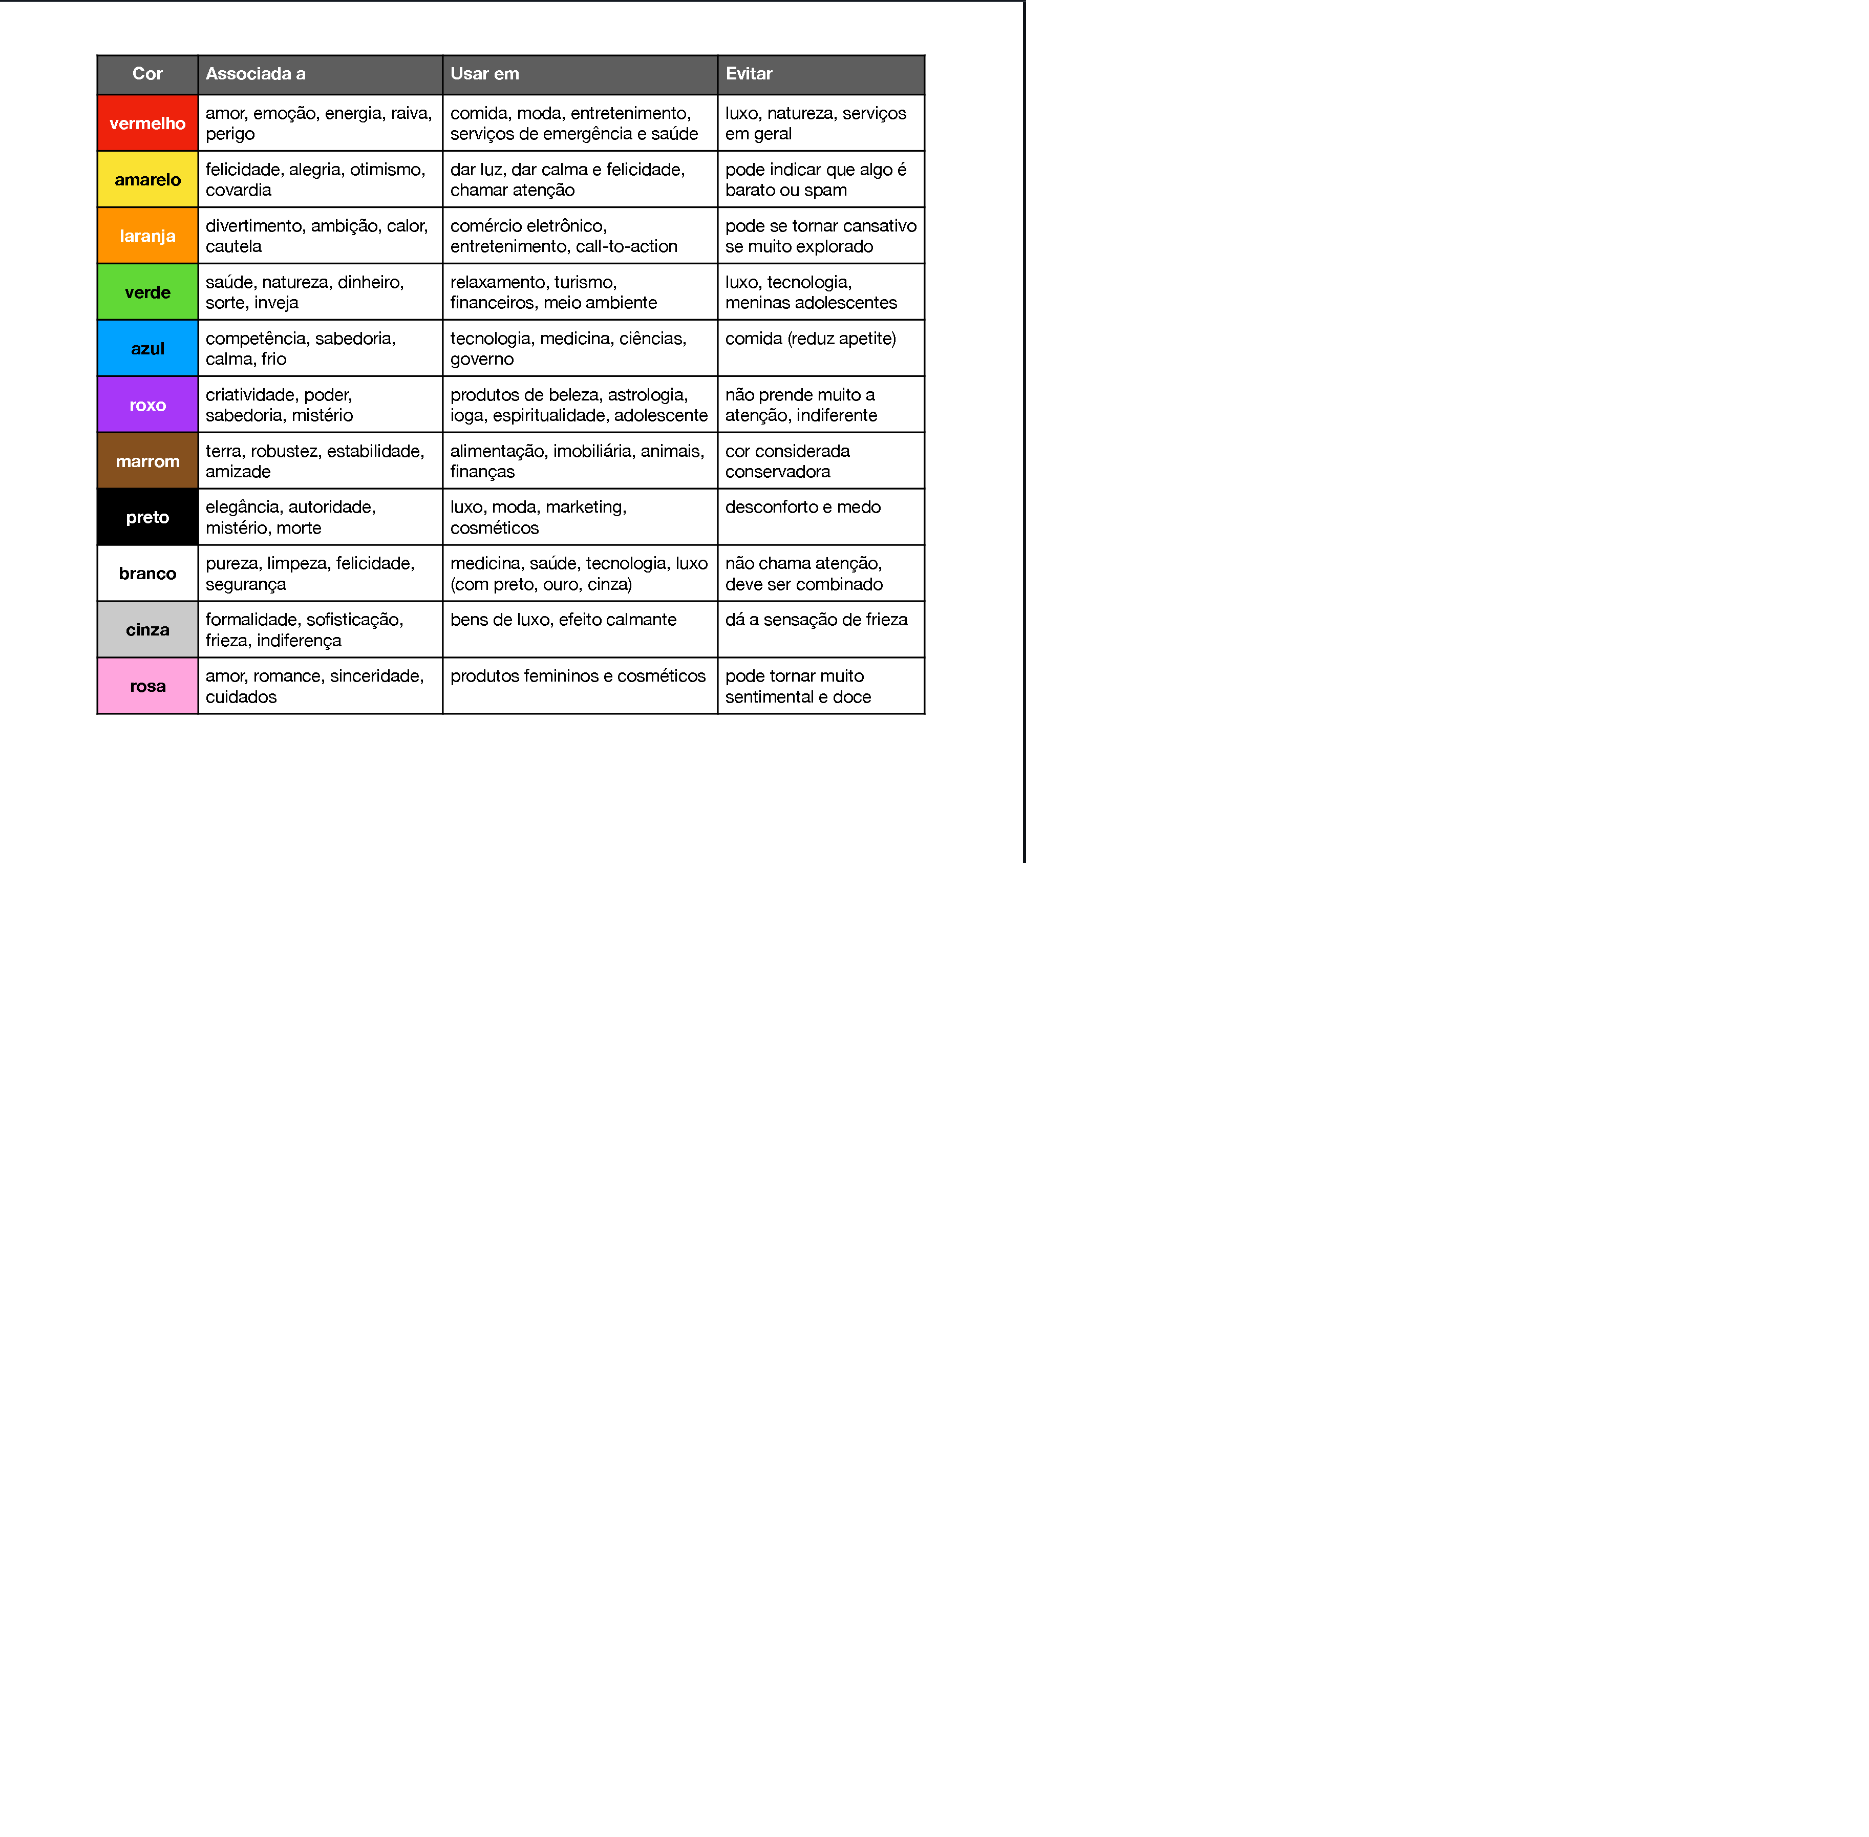 Cor Associada a Usar em Evitar
vermelho
amor, emoção, energia, raiva,
perigo
comida, moda, entretenimento,
serviços de emergência e saúde
luxo, natureza, serviços
em geral
amarelo
felicidade, alegria, otimismo,
covardia
dar luz, dar calma e felicidade,
chamar atenção
pode indicar que algo é
barato ou spam
laranja
divertimento, ambição, calor,
cautela
comércio eletrônico,
entretenimento, call-to-action
pode se tornar cansativo
se muito explorado
verde
saúde, natureza, dinheiro,
sorte, inveja
relaxamento, turismo,
financeiros, meio ambiente
luxo, tecnologia,
meninas adolescentes
azul
competência, sabedoria,
calma, frio
tecnologia, medicina, ciências,
governo
comida (reduz apetite)
roxo
criatividade, poder,
sabedoria, mistério
produtos de beleza, astrologia,
ioga, espiritualidade, adolescente
não prende muito a
atenção, indiferente
marrom
terra, robustez, estabilidade,
amizade
alimentação, imobiliária, animais,
finanças
cor considerada
conservadora
preto
elegância, autoridade,
mistério, morte
luxo, moda, marketing,
cosméticos
desconforto e medo
branco
pureza, limpeza, felicidade,
segurança
medicina, saúde, tecnologia, luxo
(com preto, ouro, cinza)
não chama atenção,
deve ser combinado
cinza
formalidade, sofisticação,
frieza, indiferença
bens de luxo, efeito calmante
dá a sensação de frieza
rosa
amor, romance, sinceridade,
cuidados
produtos femininos e cosméticos
pode tornar muito
sentimental e doce